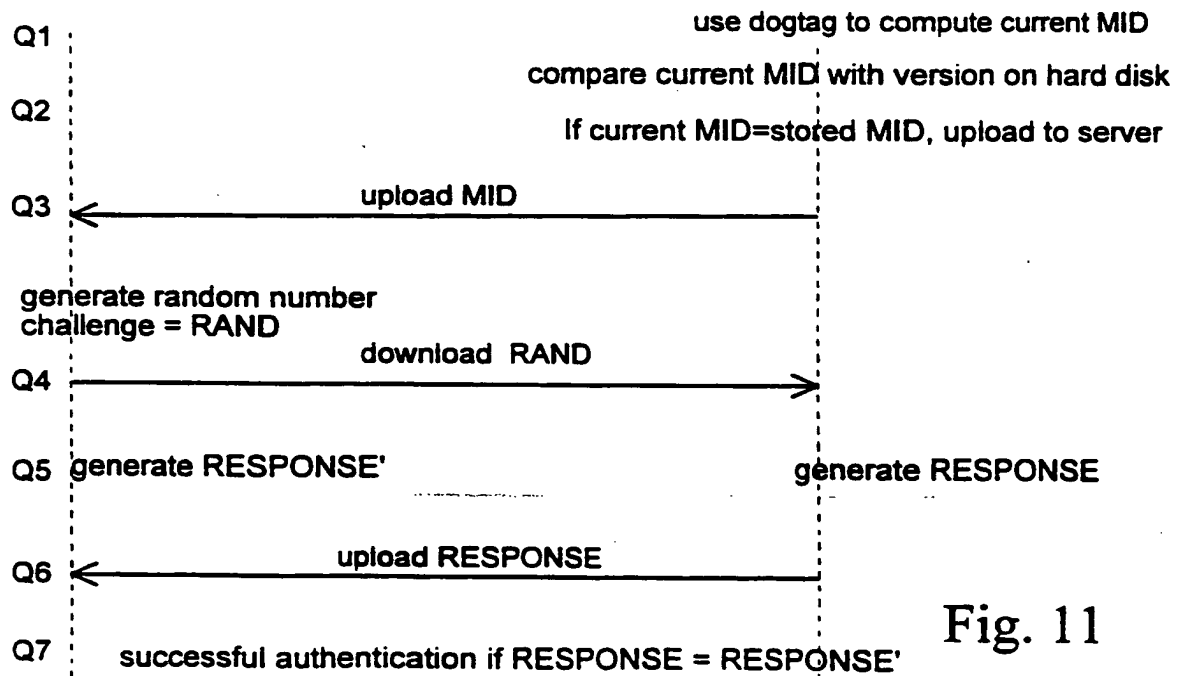 Q1
use dogtag to compute current MID
compare current MID with version on hard disk
Q2
If current MID=stored MID, upload to server
Q3
upload MID
generate random number
challenge = RAND
download RAND
Q4
Q5
generate RESPONSE'
generate RESPONSE
upload RESPONSE
Q6
Q7
successful authentication if RESPONSE = RESPONSE'
Fig. 11